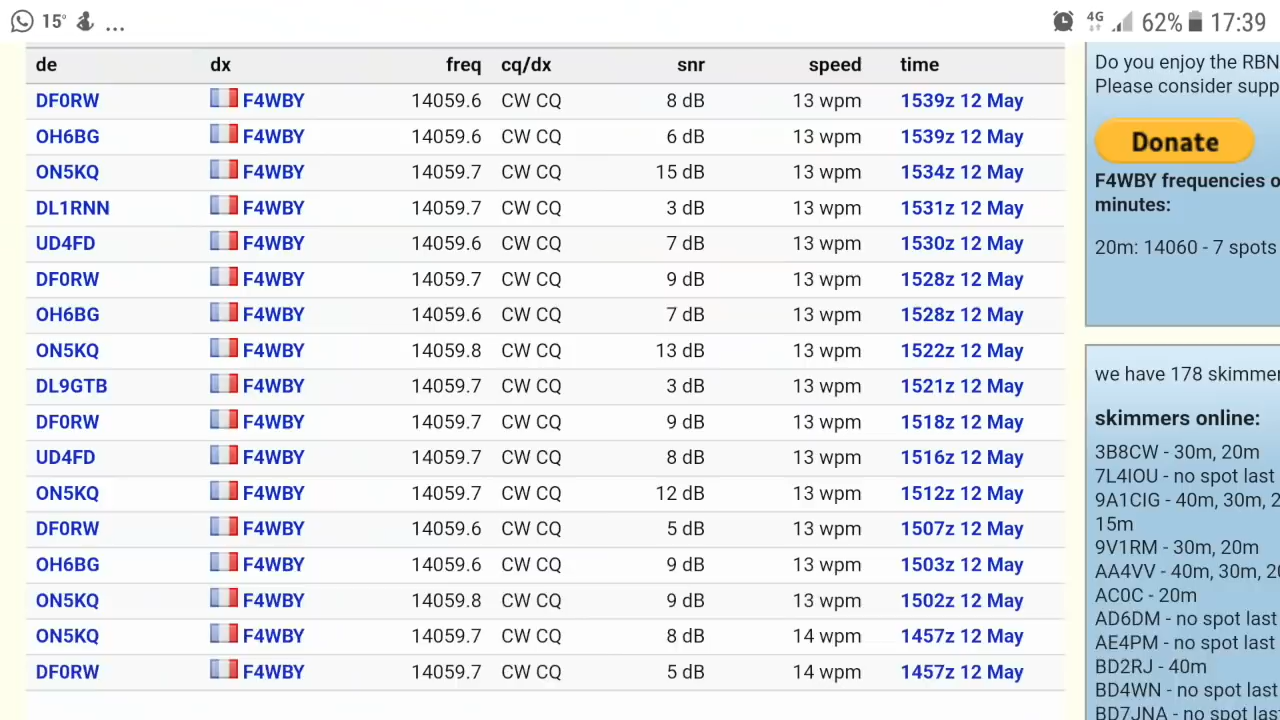 15° ... 4G 62% 17:39
de dx freq cq/dx snr speed time
DF0RW F4WBY 14059.6 CW CQ 8 dB 13 wpm 1539z 12 May
OH6BG F4WBY 14059.6 CW CQ 6 dB 13 wpm 1539z 12 May
ON5KQ F4WBY 14059.7 CW CQ 15 dB 13 wpm 1534z 12 May
DL1RNN F4WBY 14059.7 CW CQ 3 dB 13 wpm 1531z 12 May
UD4FD F4WBY 14059.6 CW CQ 7 dB 13 wpm 1530z 12 May
DF0RW F4WBY 14059.7 CW CQ 9 dB 13 wpm 1528z 12 May
OH6BG F4WBY 14059.6 CW CQ 7 dB 13 wpm 1528z 12 May
ON5KQ F4WBY 14059.8 CW CQ 13 dB 13 wpm 1522z 12 May
DL9GTB F4WBY 14059.7 CW CQ 3 dB 13 wpm 1521z 12 May
DF0RW F4WBY 14059.7 CW CQ 9 dB 13 wpm 1518z 12 May
UD4FD F4WBY 14059.7 CW CQ 8 dB 13 wpm 1516z 12 May
ON5KQ F4WBY 14059.7 CW CQ 12 dB 13 wpm 1512z 12 May
DF0RW F4WBY 14059.6 CW CQ 5 dB 13 wpm 1507z 12 May
OH6BG F4WBY 14059.6 CW CQ 9 dB 13 wpm 1503z 12 May
ON5KQ F4WBY 14059.8 CW CQ 9 dB 13 wpm 1502z 12 May
ON5KQ F4WBY 14059.7 CW CQ 8 dB 14 wpm 1457z 12 May
DF0RW F4WBY 14059.7 CW CQ 5 dB 14 wpm 1457z 12 May
Do you enjoy the RBN
Please consider supp
Donate
F4WBY frequencies o
minutes:
20m: 14060 - 7 spots
we have 178 skimmer
skimmers online:
3B8CW - 30m, 20m
7L4IOU - no spot last
9A1CIG - 40m, 30m, 2
15m
9V1RM - 30m, 20m
AA4VV - 40m, 30m, 20
AC0C - 20m
AD6DM - no spot last
AE4PM - no spot last
BD2RJ - 40m
BD4WN - no spot last
BD7JNA - no spot last